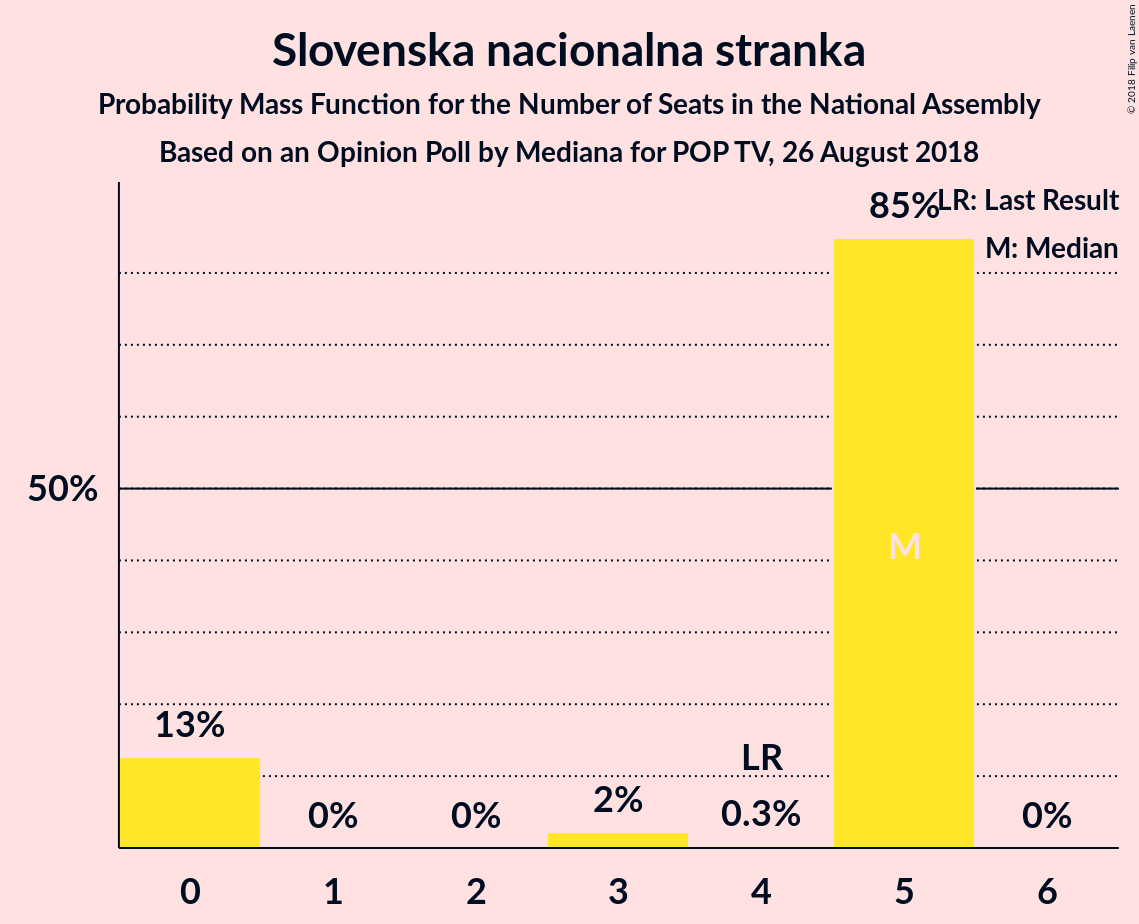 Slovenska nacionalna stranka
Probability Mass Function for the Number of Seats in the National Assembly
Based on an Opinion Poll by Mediana for POP TV, 26 August 2018
© 2018 Filip van Laenen
85%
LR: Last Result
M: Median
50%
M
13%
LR
0%
0%
2%
0.3%
0%
0 1 2 3 4 5 6